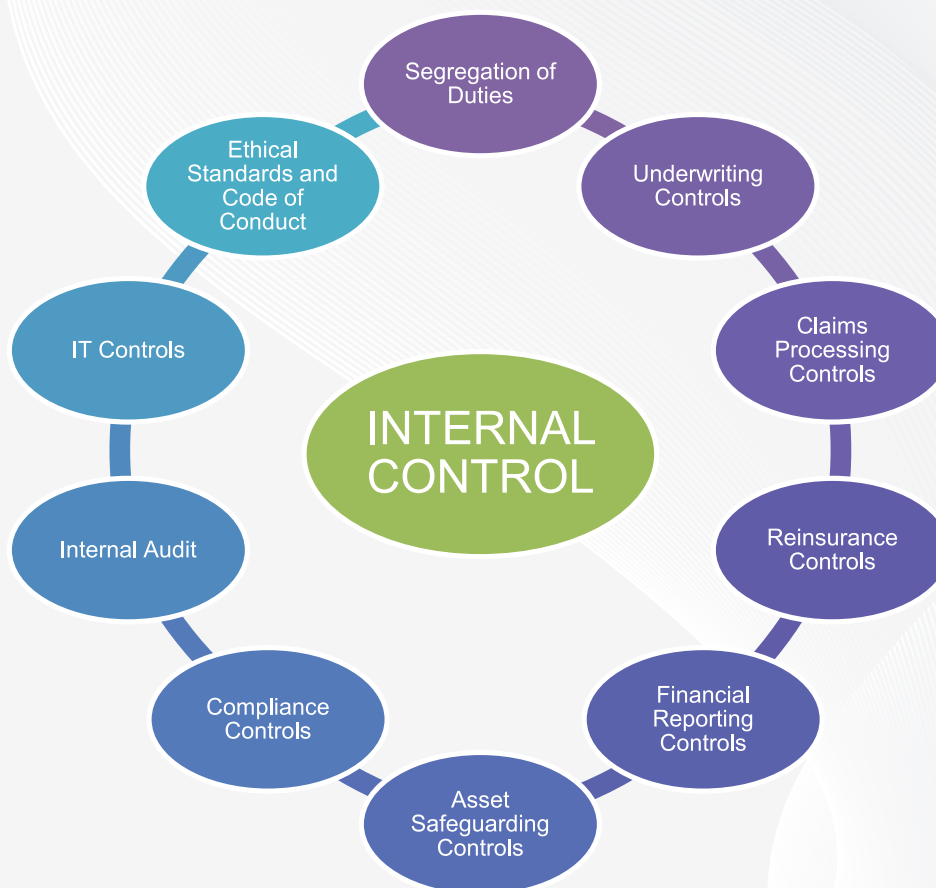 Segregation of
Duties
Underwriting
Controls
Claims
Processing
Controls
Reinsurance
Controls
Financial
Reporting
Controls
Asset
Safeguarding
Controls
Compliance
Controls
Internal Audit
IT Controls
Ethical
Standards and
Code of
Conduct
INTERNAL
CONTROL